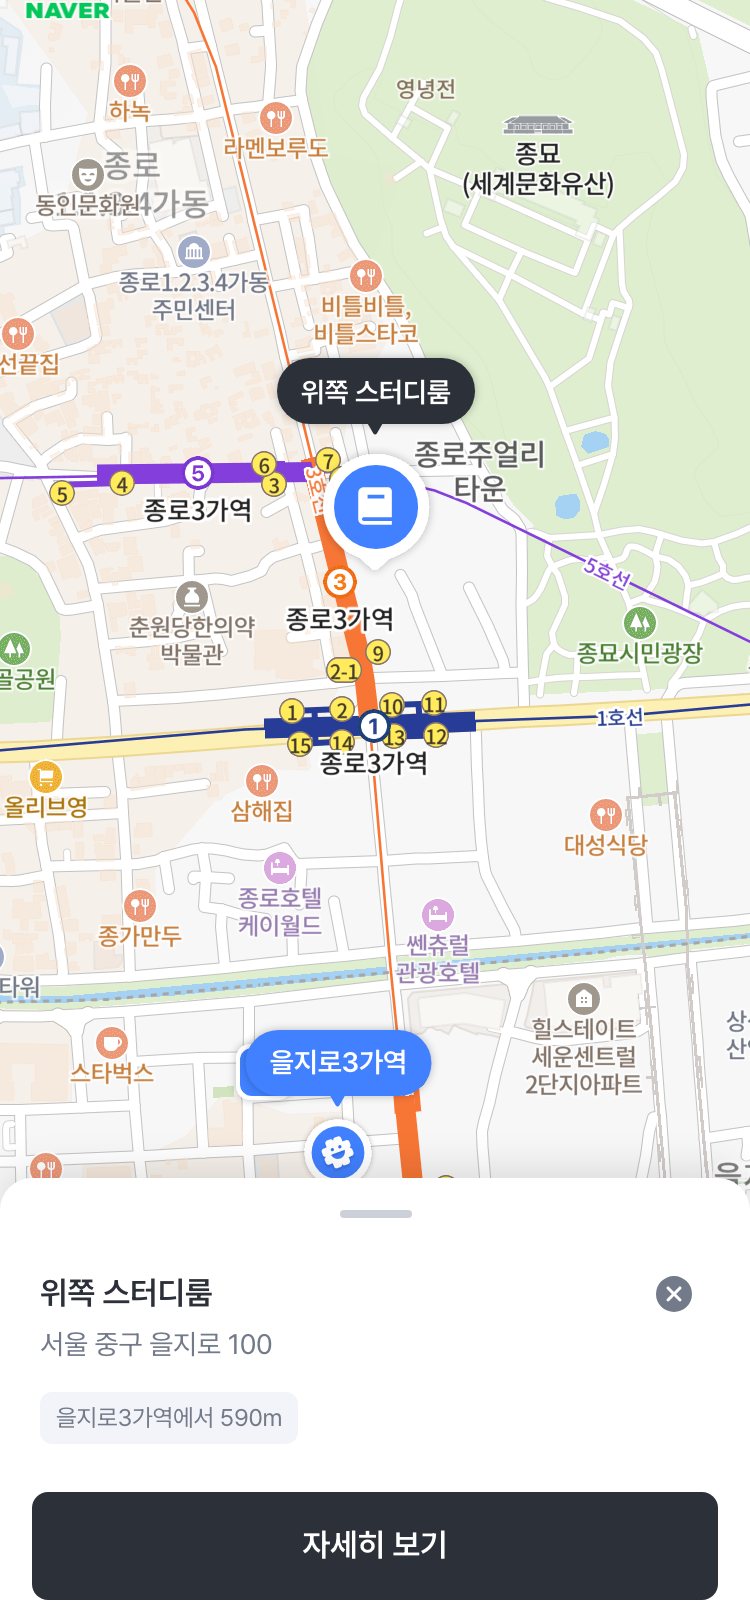 NAVER
하녹
라멘보루도
영녕전
종묘
(세계문화유산)
종로
동인문화원
4가동
종로1.2.3.4가동
주민센터
비틀비틀,
비틀스타코
선끝집
위쪽 스터디룸
종로주얼리
타운
5
4
5
6
3
7
3호선
종로3가역
5호선
3
종로3가역
춘원당한의약
박물관
골공원
종묘시민광장
2-1
9
1
2
10
11
1
15
14
13
12
1호선
종로3가역
올리브영
삼해집
대성식당
종로호텔
케이월드
종가만두
쎈츄럴
관광호텔
타워
힐스테이트
세운센트럴
2단지아파트
스타벅스
을지로3가역
위쪽 스터디룸
서울 중구 을지로 100
을지로3가역에서 590m
자세히 보기